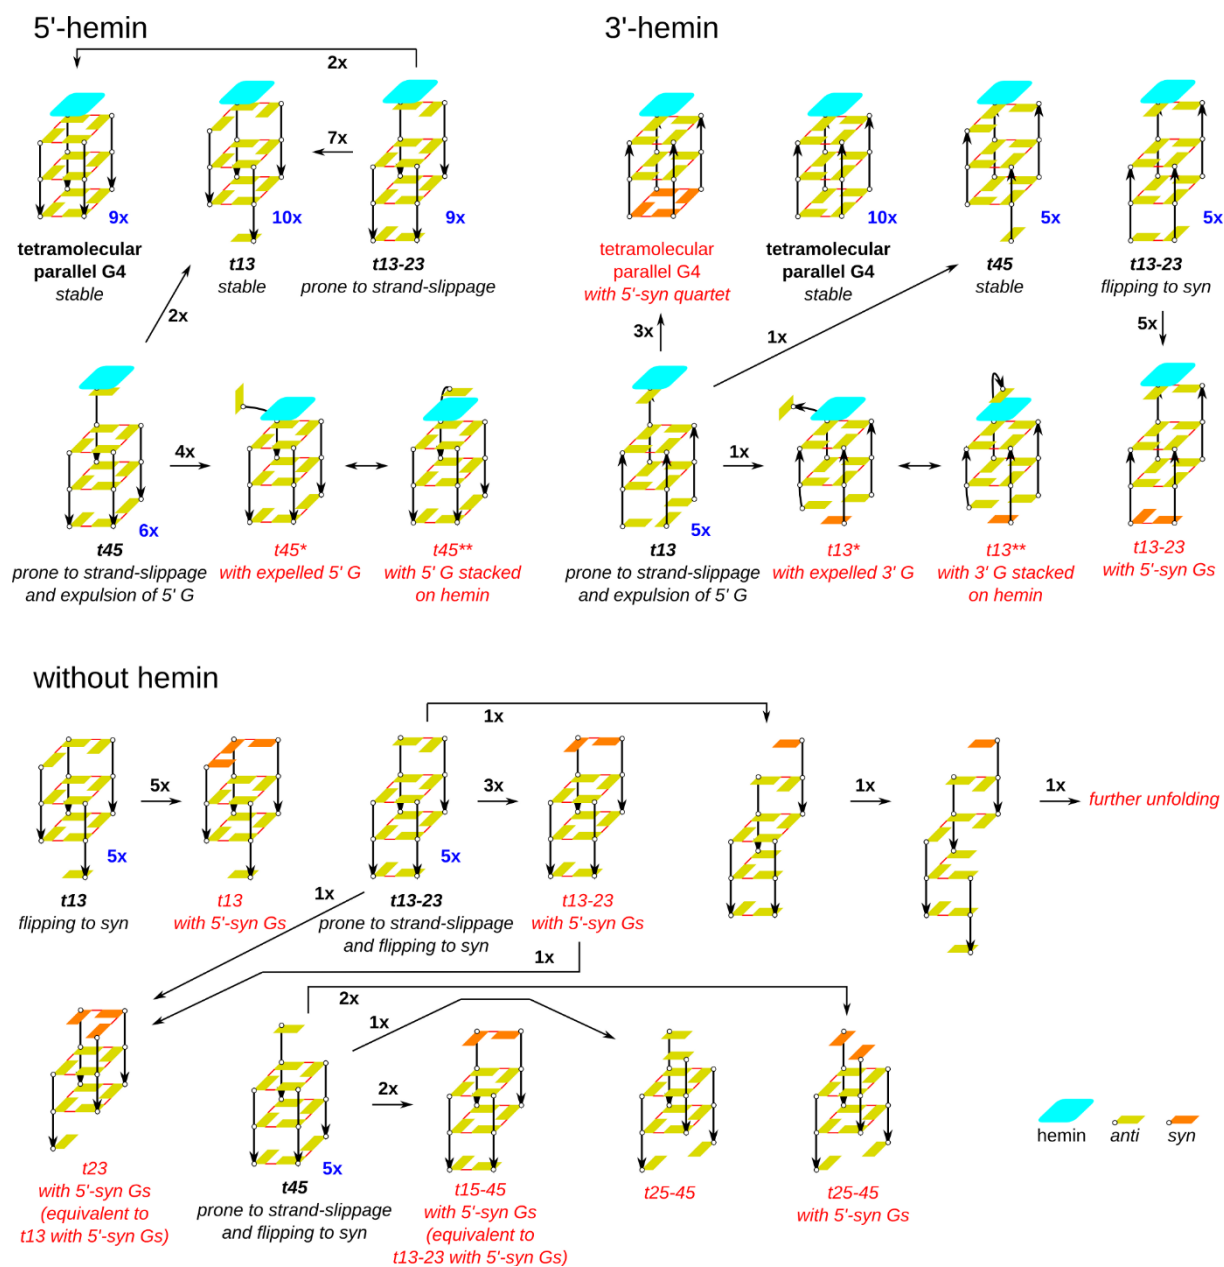 5'-hemin
3'-hemin
2x
7x
9x
10x
9x
tetramolecular
parallel G4
stable
t13
stable
t13-23
prone to strand-slippage
10x
5x
5x
tetramolecular
parallel G4
with 5'-syn quartet
tetramolecular
parallel G4
stable
t45
stable
t13-23
flipping to syn
2x
3x
1x
5x
4x
1x
6x
5x
t45
prone to strand-slippage
and expulsion of 5' G
t45*
with expelled 5' G
t45**
with 5' G stacked
on hemin
t13
prone to strand-slippage
and expulsion of 5' G
t13*
with expelled 3' G
t13**
with 3' G stacked
on hemin
t13-23
with 5'-syn Gs
without hemin
1x
5x
3x
1x
1x
further unfolding
5x
5x
t13
flipping to syn
t13
with 5'-syn Gs
1x
t13-23
prone to strand-slippage
and flipping to syn
t13-23
with 5'-syn Gs
1x
2x
1x
2x
5x
t23
with 5'-syn Gs
(equivalent to
t13 with 5'-syn Gs)
t45
prone to strand-slippage
and flipping to syn
t15-45
with 5'-syn Gs
(equivalent to
t13-23 with 5'-syn Gs)
t25-45
t25-45
with 5'-syn Gs
hemin
anti
syn